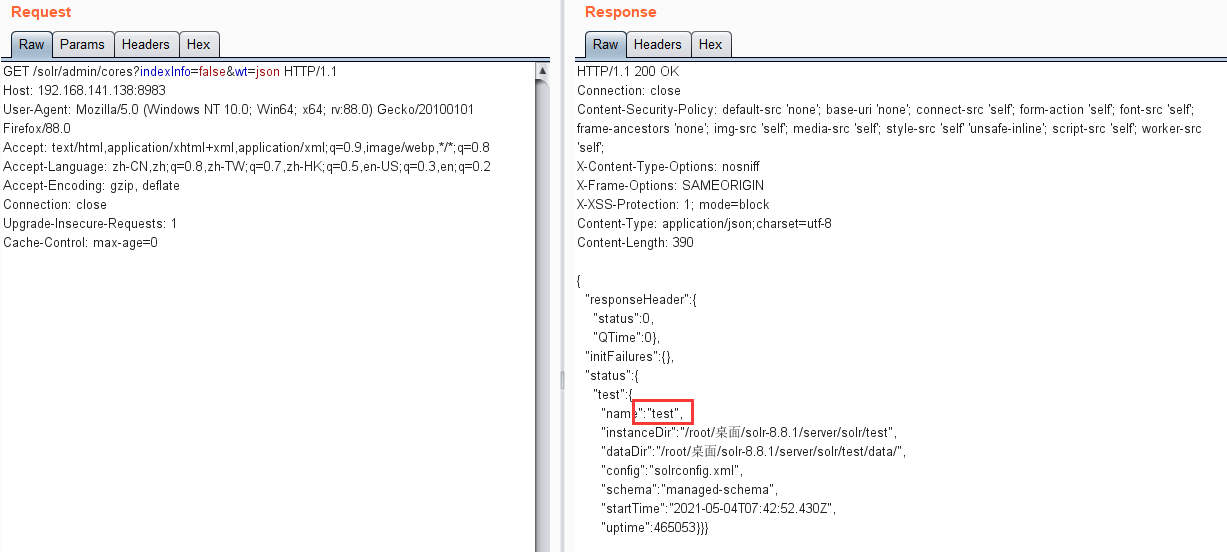 Request
Raw Params Headers Hex
GET /solr/admin/cores?indexInfo=false&wt=json HTTP/1.1
Host: 192.168.141.138:8983
User-Agent: Mozilla/5.0 (Windows NT 10.0; Win64; x64; rv:88.0) Gecko/20100101
Firefox/88.0
Accept: text/html,application/xhtml+xml,application/xml;q=0.9,image/webp,*/*;q=0.8
Accept-Language: zh-CN,zh;q=0.8,zh-TW;q=0.7,zh-HK;q=0.5,en-US;q=0.3,en;q=0.2
Accept-Encoding: gzip, deflate
Connection: close
Upgrade-Insecure-Requests: 1
Cache-Control: max-age=0
Response
Raw Headers Hex
HTTP/1.1 200 OK
Connection: close
Content-Security-Policy: default-src 'none'; base-uri 'none'; connect-src 'self'; form-action 'self'; font-src 'self';
frame-ancestors 'none'; img-src 'self'; media-src 'self'; style-src 'self' 'unsafe-inline'; script-src 'self'; worker-src
'self';
X-Content-Type-Options: nosniff
X-Frame-Options: SAMEORIGIN
X-XSS-Protection: 1; mode=block
Content-Type: application/json;charset=utf-8
Content-Length: 390
{
"responseHeader":{
"status":0,
"QTime":0},
"initFailures":{},
"status":{
"test":{
"name":"test",
"instanceDir":"/root/桌面/solr-8.8.1/server/solr/test",
"dataDir":"/root/桌面/solr-8.8.1/server/solr/test/data/",
"config":"solrconfig.xml",
"schema":"managed-schema",
"startTime":"2021-05-04T07:42:52.430Z",
"uptime":465053}}}